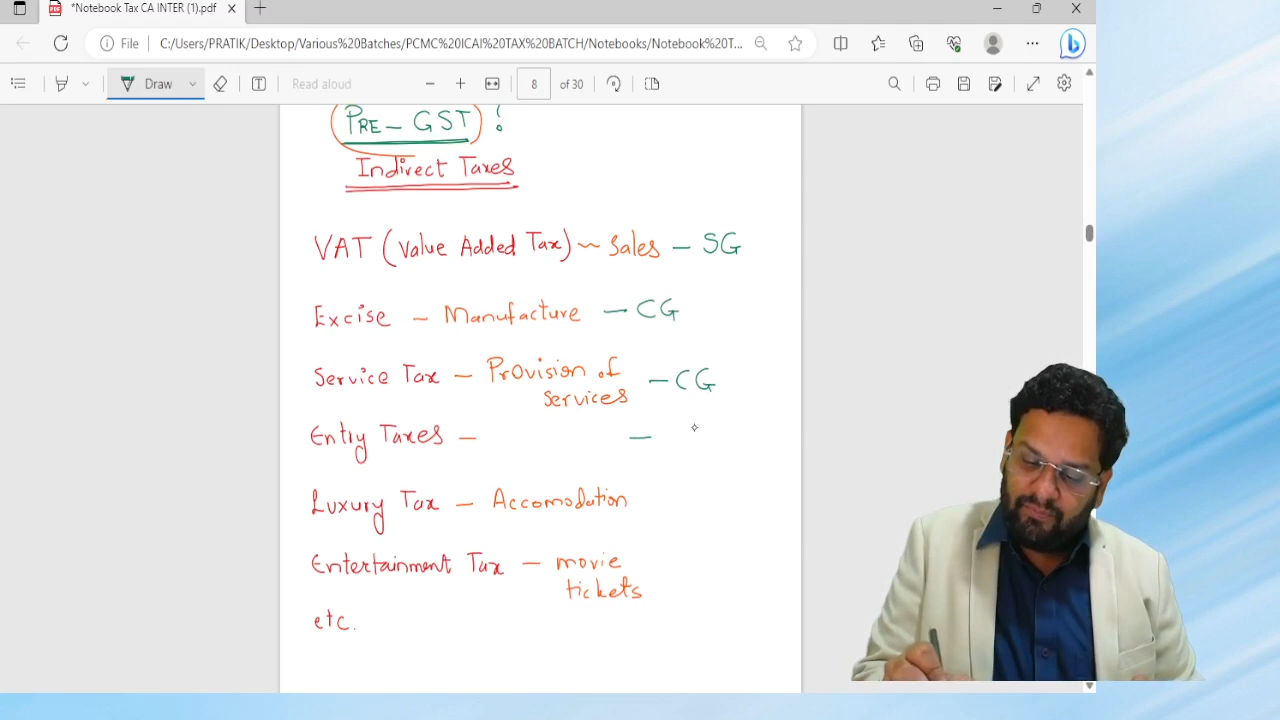 *Notebook Tax CA INTER (1).pdf
File
C:/Users/PRATIK/Desktop/Various%20Batches/PCMC%20ICAI%20TAX%20BATCH/Notebooks/Notebook%20T...
Draw
Read aloud
8 of 30
PRE - GST :
Indirect Taxes
VAT (Value Added Tax) ~ Sales - SG
Excise - Manufacture - CG
Service Tax - Provision of
services - CG
Entry Taxes - -
Luxury Tax - Accomodation
Entertainment Tax - movie
tickets
etc.